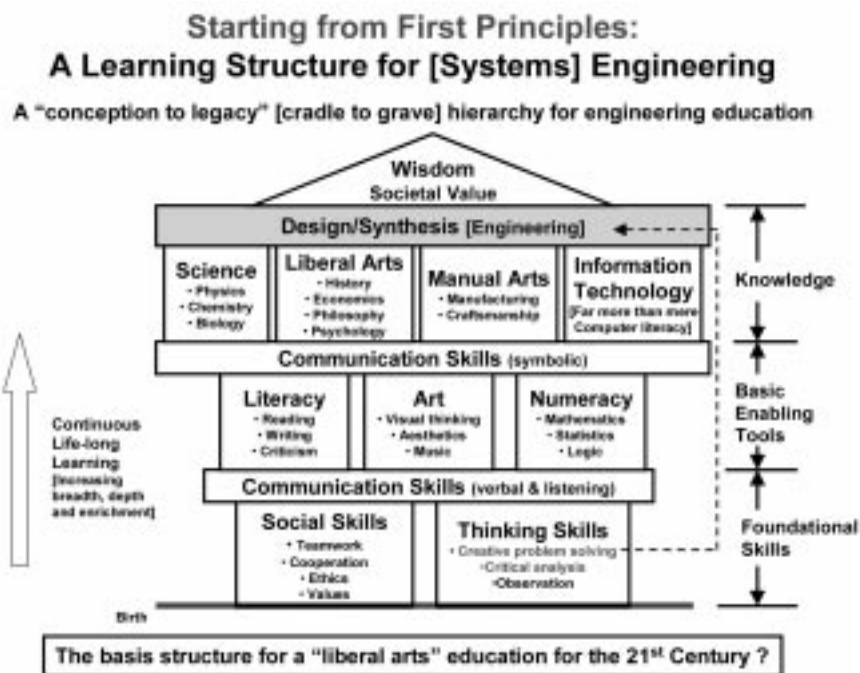 Starting from First Principles:
A Learning Structure for [Systems] Engineering
A “conception to legacy” [cradle to grave] hierarchy for engineering education
Wisdom
Societal Value
Design/Synthesis [Engineering]
Science
• Physics
• Chemistry
• Biology
Liberal Arts
• History
• Economics
• Philosophy
• Psychology
Manual Arts
• Manufacturing
• Craftsmanship
Information
Technology
[Far more than mere
Computer literacy]
Knowledge
Communication Skills (symbolic)
Literacy
• Reading
• Writing
• Criticism
Art
• Visual thinking
• Aesthetics
• Music
Numeracy
• Mathematics
• Statistics
• Logic
Basic
Enabling
Tools
Continuous
Life-long
Learning
[Increasing
breadth, depth
and enrichment]
Communication Skills (verbal & listening)
Social Skills
• Teamwork
• Cooperation
• Ethics
• Values
Thinking Skills
• Creative problem solving
•Critical analysis
•Observation
Foundational
Skills
Birth
The basis structure for a “liberal arts” education for the 21st Century ?